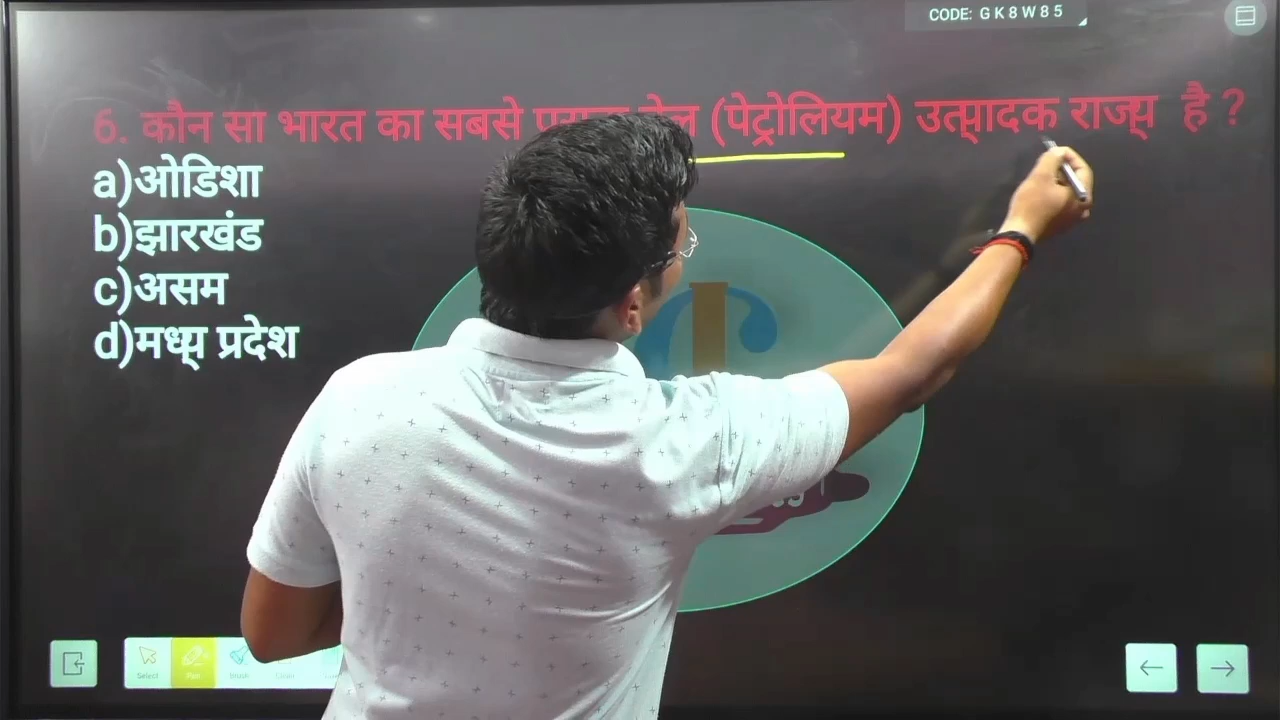 CODE: G K 8 W 8 5
6. कौन सा भारत का सबसे तेल (पेट्रोलियम) उत्पादक राज्य है ?
a)ओडिशा
b)झारखंड
c)असम
d)मध्य प्रदेश
Select Pen Brush Clean